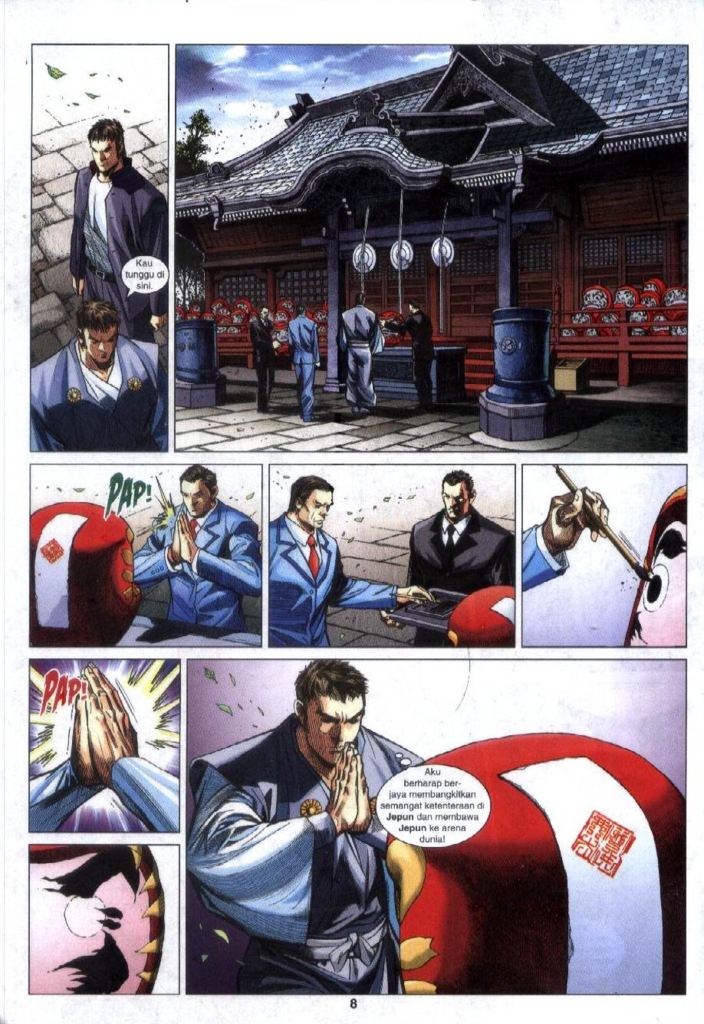 Kau
tunggu di
sini.
PAP!
PAP!
Aku
berharap ber-
jaya membangkitkan
semangat ketenteraan di
Jepun dan membawa
Jepun ke arena
dunia!
8